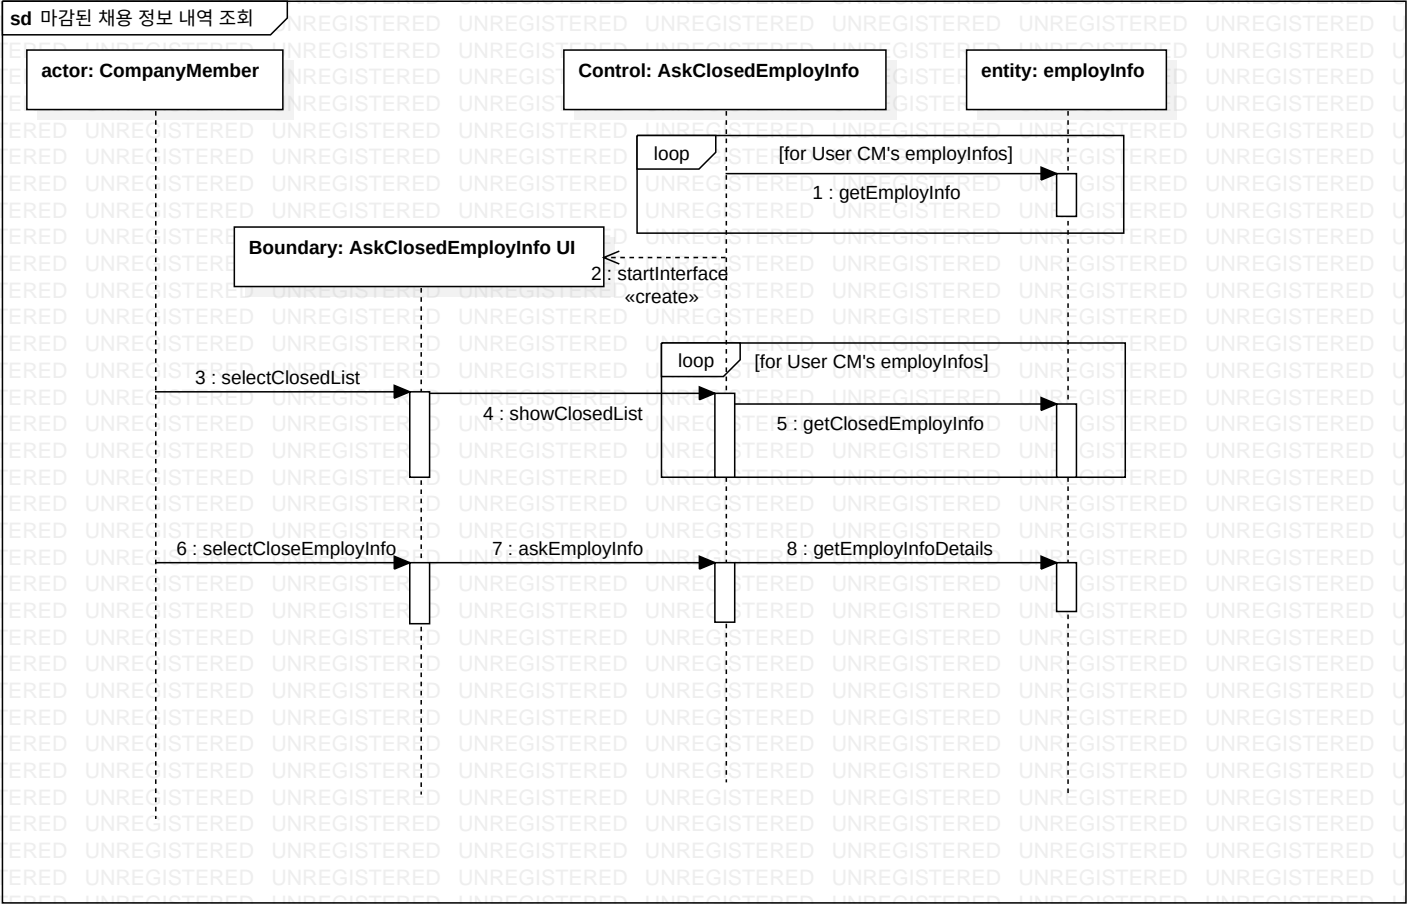 sd 마감된 채용 정보 내역 조회
actor: CompanyMember
Control: AskClosedEmployInfo
entity: employInfo
loop
[for User CM's employInfos]
1 : getEmployInfo
Boundary: AskClosedEmployInfo UI
2 : startInterface
«create»
loop
[for User CM's employInfos]
3 : selectClosedList
4 : showClosedList
5 : getClosedEmployInfo
6 : selectCloseEmployInfo
7 : askEmployInfo
8 : getEmployInfoDetails
UNREGISTERED